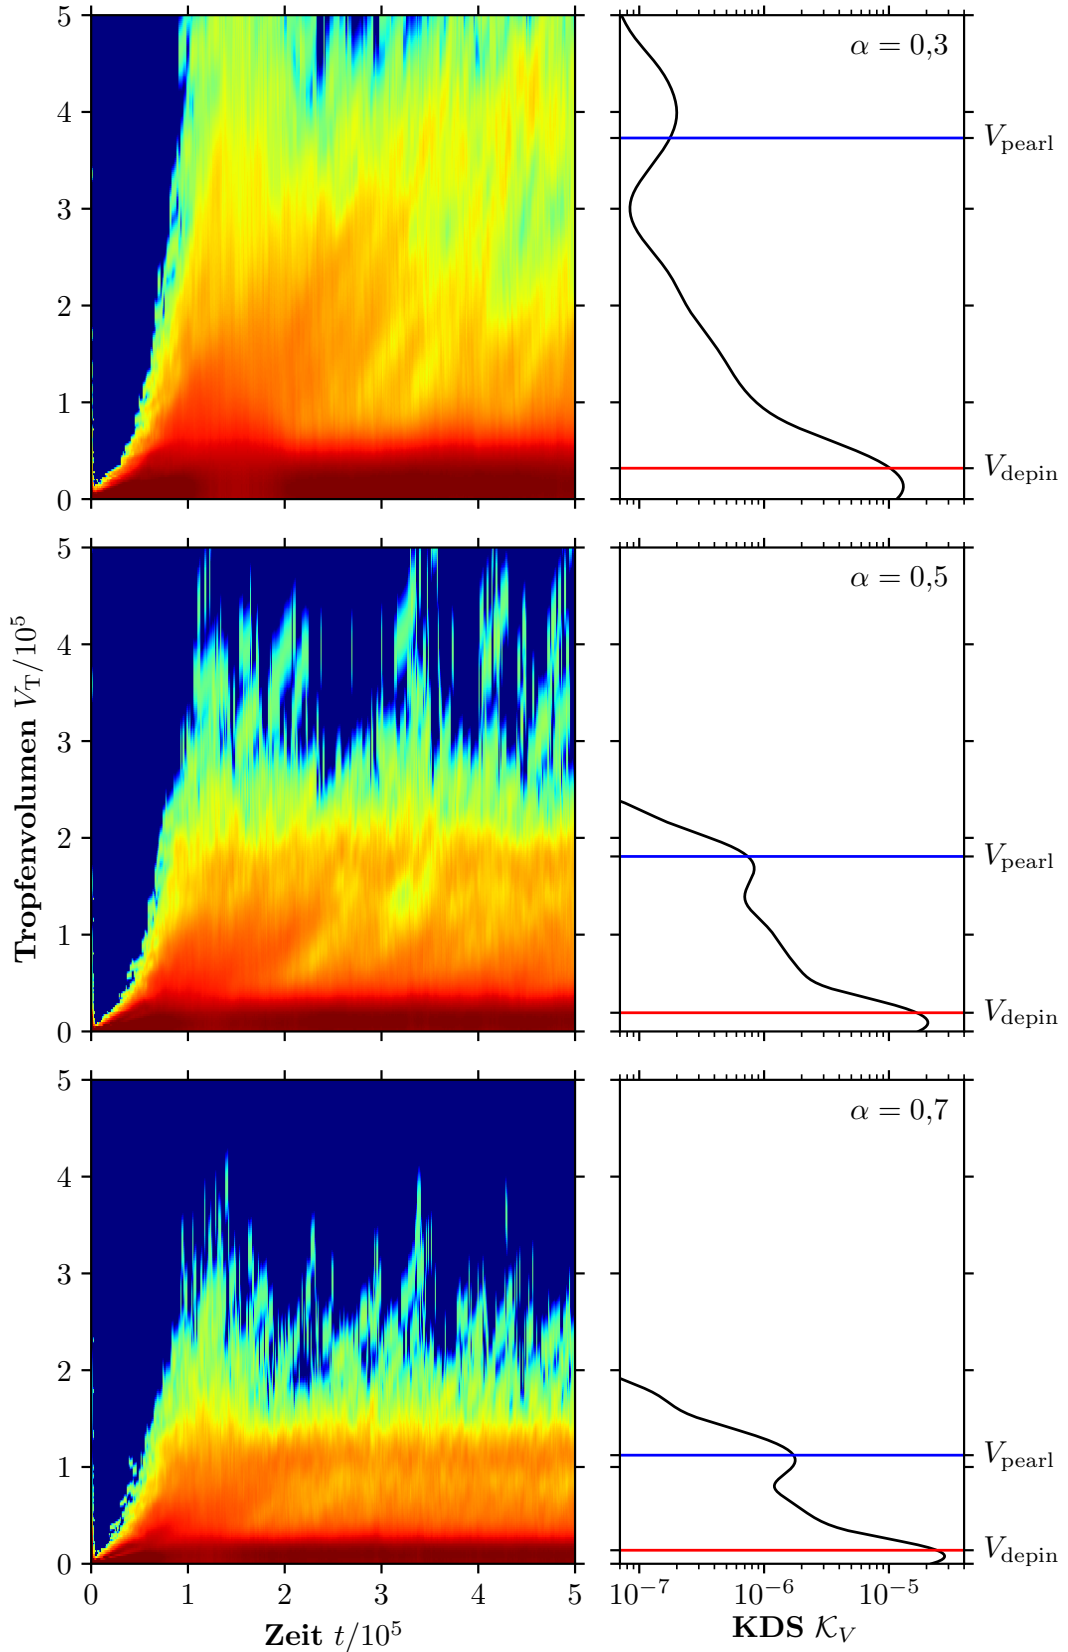 5
4
3
2
1
0
α = 0,3
V_pearl
V_depin
5
4
3
2
1
0
α = 0,5
V_pearl
V_depin
Tropfenvolumen V_T/10^5
5
4
3
2
1
0
α = 0,7
V_pearl
V_depin
0 1 2 3 4 5
10^−7 10^−6 10^−5
Zeit t/10^5
KDS 𝒦_V